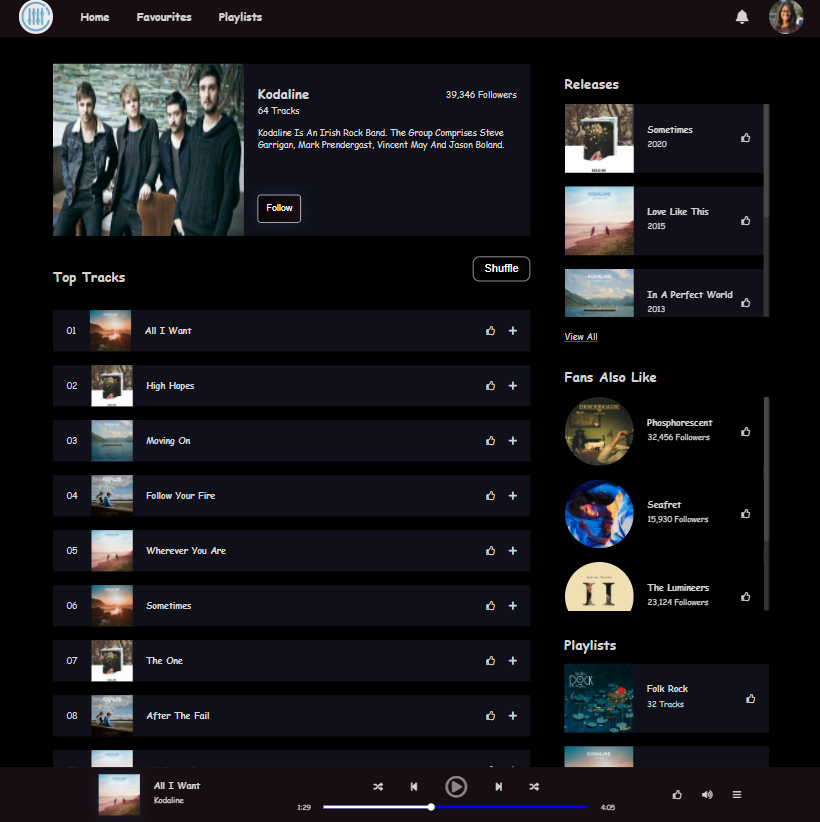 Home Favourites Playlists
Kodaline 39,346 Followers
64 Tracks
Kodaline Is An Irish Rock Band. The Group Comprises Steve
Garrigan, Mark Prendergast, Vincent May And Jason Boland.
Follow
Top Tracks
Shuffle
01 All I Want
02 High Hopes
03 Moving On
04 Follow Your Fire
05 Wherever You Are
06 Sometimes
07 The One
08 After The Fail
Releases
Sometimes
2020
Love Like This
2015
In A Perfect World
2013
View All
Fans Also Like
Phosphorescent
32,456 Followers
Seafret
15,930 Followers
The Lumineers
23,124 Followers
Playlists
Folk Rock
32 Tracks
All I Want
Kodaline
1:29 4:05